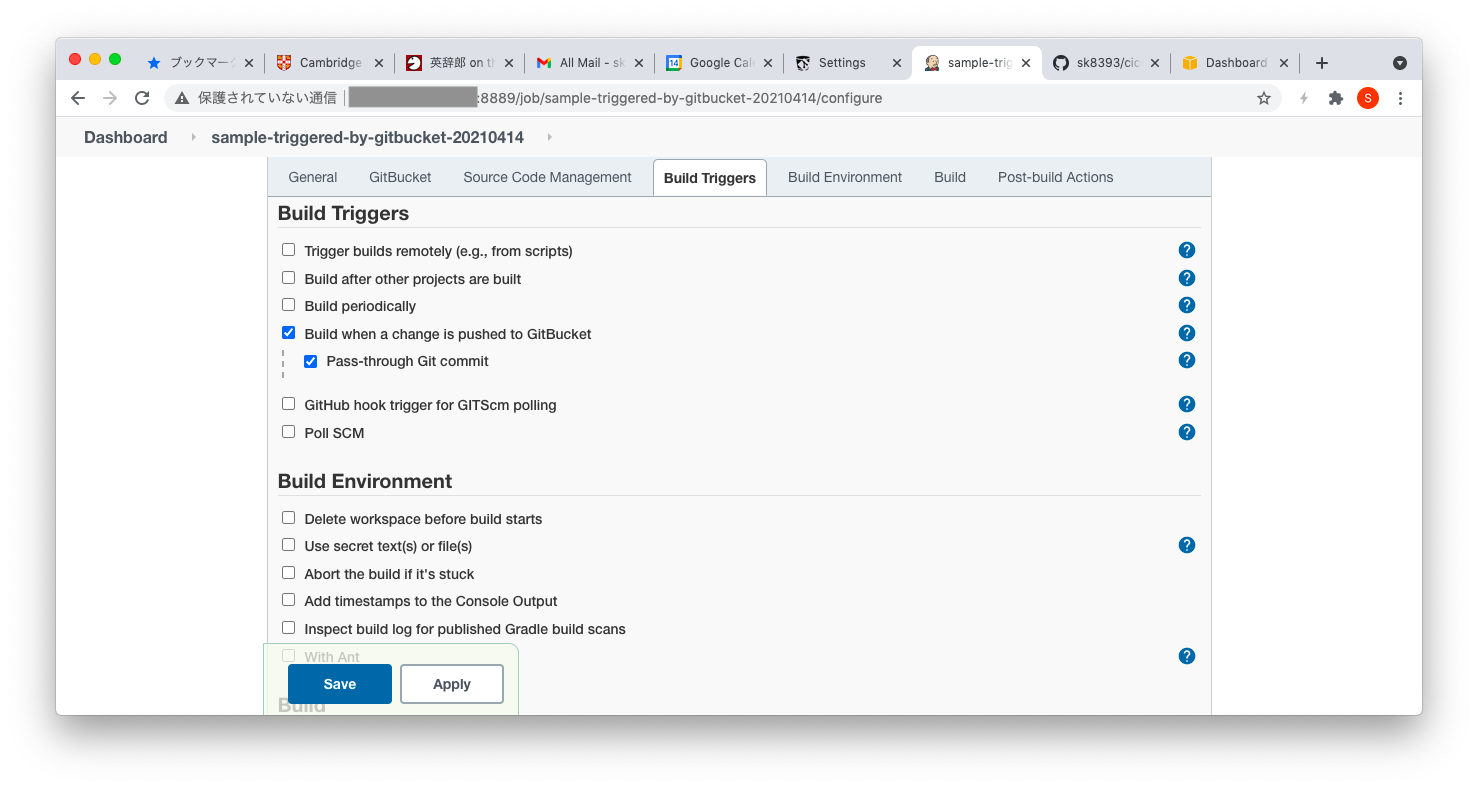 ブックマーク
Cambridge
英辞郎 on th
All Mail - sk
Google Cal
Settings
sample-trig
sk8393/cic
Dashboard
保護されていない通信
:8889/job/sample-triggered-by-gitbucket-20210414/configure
S
Dashboard
sample-triggered-by-gitbucket-20210414
General
GitBucket
Source Code Management
Build Triggers
Build Environment
Build
Post-build Actions
Build Triggers
Trigger builds remotely (e.g., from scripts)
Build after other projects are built
Build periodically
Build when a change is pushed to GitBucket
Pass-through Git commit
GitHub hook trigger for GITScm polling
Poll SCM
Build Environment
Delete workspace before build starts
Use secret text(s) or file(s)
Abort the build if it's stuck
Add timestamps to the Console Output
Inspect build log for published Gradle build scans
With Ant
Save
Apply
Build